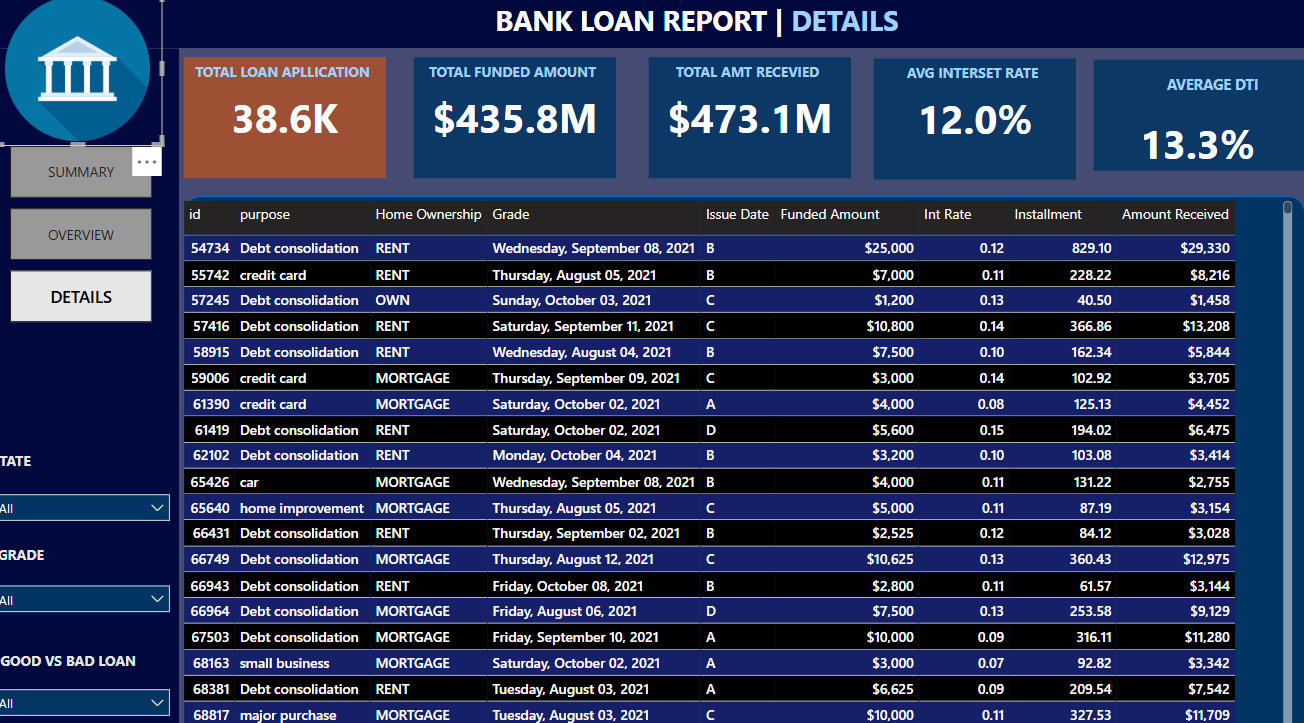 BANK LOAN REPORT | DETAILS
TOTAL LOAN APLLICATION
38.6K
TOTAL FUNDED AMOUNT
$435.8M
TOTAL AMT RECEVIED
$473.1M
AVG INTERSET RATE
12.0%
AVERAGE DTI
13.3%
SUMMARY
OVERVIEW
DETAILS
TATE
All
GRADE
All
GOOD VS BAD LOAN
All
id purpose Home Ownership Grade Issue Date Funded Amount Int Rate Installment Amount Received
54734 Debt consolidation RENT Wednesday, September 08, 2021 B $25,000 0.12 829.10 $29,330
55742 credit card RENT Thursday, August 05, 2021 B $7,000 0.11 228.22 $8,216
57245 Debt consolidation OWN Sunday, October 03, 2021 C $1,200 0.13 40.50 $1,458
57416 Debt consolidation RENT Saturday, September 11, 2021 C $10,800 0.14 366.86 $13,208
58915 Debt consolidation RENT Wednesday, August 04, 2021 B $7,500 0.10 162.34 $5,844
59006 credit card MORTGAGE Thursday, September 09, 2021 C $3,000 0.14 102.92 $3,705
61390 credit card MORTGAGE Saturday, October 02, 2021 A $4,000 0.08 125.13 $4,452
61419 Debt consolidation RENT Saturday, October 02, 2021 D $5,600 0.15 194.02 $6,475
62102 Debt consolidation RENT Monday, October 04, 2021 B $3,200 0.10 103.08 $3,414
65426 car MORTGAGE Wednesday, September 08, 2021 B $4,000 0.11 131.22 $2,755
65640 home improvement MORTGAGE Thursday, August 05, 2021 C $5,000 0.11 87.19 $3,154
66431 Debt consolidation RENT Thursday, September 02, 2021 B $2,525 0.12 84.12 $3,028
66749 Debt consolidation MORTGAGE Thursday, August 12, 2021 C $10,625 0.13 360.43 $12,975
66943 Debt consolidation RENT Friday, October 08, 2021 B $2,800 0.11 61.57 $3,144
66964 Debt consolidation MORTGAGE Friday, August 06, 2021 D $7,500 0.13 253.58 $9,129
67503 Debt consolidation MORTGAGE Friday, September 10, 2021 A $10,000 0.09 316.11 $11,280
68163 small business MORTGAGE Saturday, October 02, 2021 A $3,000 0.07 92.82 $3,342
68381 Debt consolidation RENT Tuesday, August 03, 2021 A $6,625 0.09 209.54 $7,542
68817 major purchase MORTGAGE Tuesday, August 03, 2021 C $10,000 0.11 327.53 $11,709